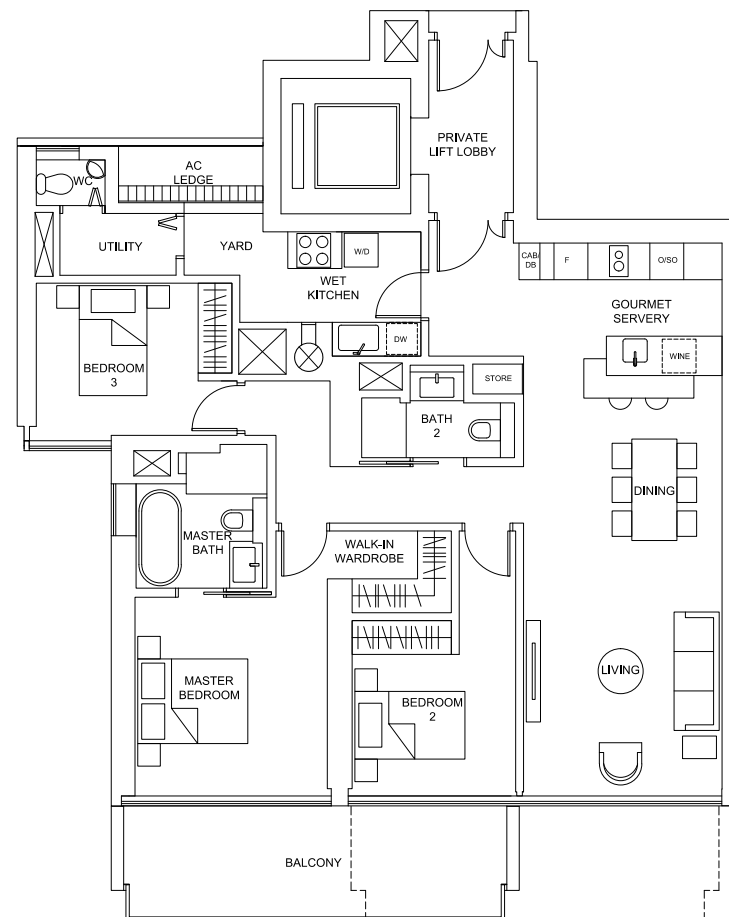 PRIVATE
LIFT LOBBY
AC
LEDGE
WC
UTILITY
YARD
W/D
WET
KITCHEN
CAB/
DB
F
O/SO
GOURMET
SERVERY
DW
WINE
BEDROOM
3
STORE
BATH
2
DINING
MASTER
BATH
WALK-IN
WARDROBE
LIVING
MASTER
BEDROOM
BEDROOM
2
BALCONY